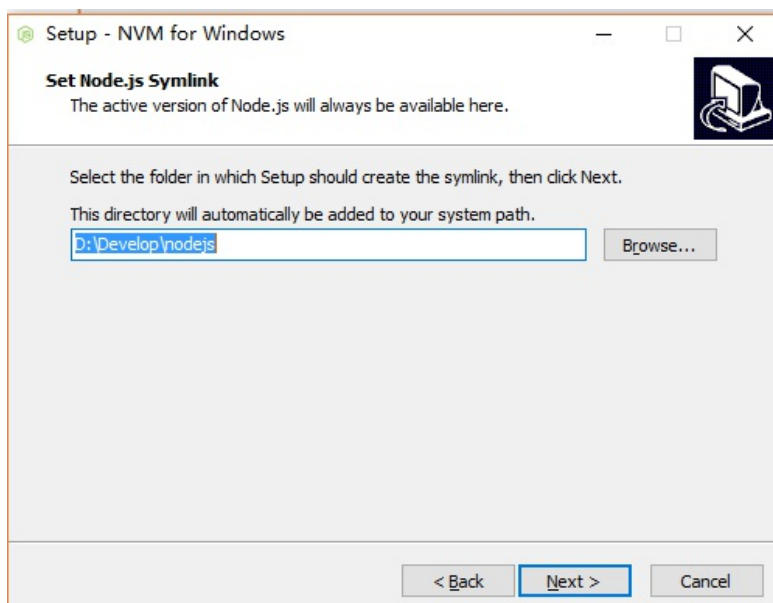 Setup - NVM for Windows
Set Node.js Symlink
The active version of Node.js will always be available here.
Select the folder in which Setup should create the symlink, then click Next.
This directory will automatically be added to your system path.
D:\Develop\nodejs
Browse...
< Back
Next >
Cancel